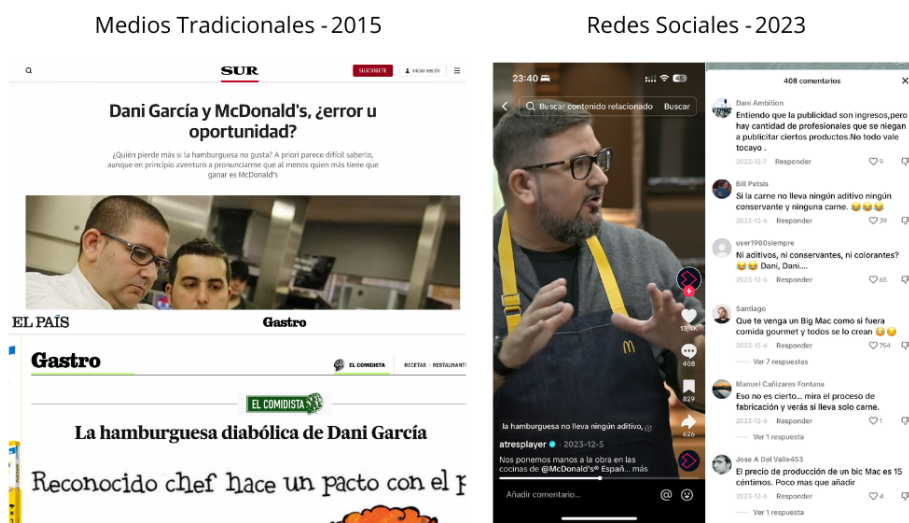 Medios Tradicionales - 2015
SUR
SUSCRÍBETE
Iniciar sesión
Dani García y McDonald's, ¿error u
oportunidad?
¿Quién pierde más si la hamburguesa no gusta? A priori parece difícil saberlo,
aunque en principio aventuro a pronunciarme que al menos quien más tiene que
ganar es McDonald's
EL PAÍS
Gastro
Gastro
EL COMIDISTA
RECETAS
RESTAURANT
EL COMIDISTA
La hamburguesa diabólica de Dani García
Reconocido chef hace un pacto con el
Redes Sociales - 2023
23:40
Buscar contenido relacionado
Buscar
408
829
626
la hamburguesa no lleva ningún aditivo,
atresplayer · 2023-12-5
Nos ponemos manos a la obra en las
cocinas de @McDonald's® Españ... más
Añadir comentario...
408 comentarios
Dani Ambition
Entiendo que la publicidad son ingresos,pero
hay cantidad de profesionales que se niegan
a publicitar ciertos productos.No todo vale
tocayo .
2023-12-7 Responder 9
Bill Petsis
Si la carne no lleva ningún aditivo ningún
conservante y ninguna carne. 😂😂😂
2023-12-6 Responder 39
user1980siempre
Ni aditivos, ni conservantes, ni colorantes?
😂😂 Dani, Dani....
2023-12-6 Responder 65
Santiago
Que te venga un Big Mac como si fuera
comida gourmet y todos se lo crean
2023-12-6 Responder 754
Ver 7 respuestas
Manuel Cañizares Fontana
Eso no es cierto... mira el proceso de
fabricación y verás si lleva solo carne.
2023-12-6 Responder 1
Ver 1 respuesta
Jose A Del Valle453
El precio de producción de un bic Mac es 15
céntimos. Poco mas que añadir
2023-12-6 Responder 4
Ver 1 respuesta